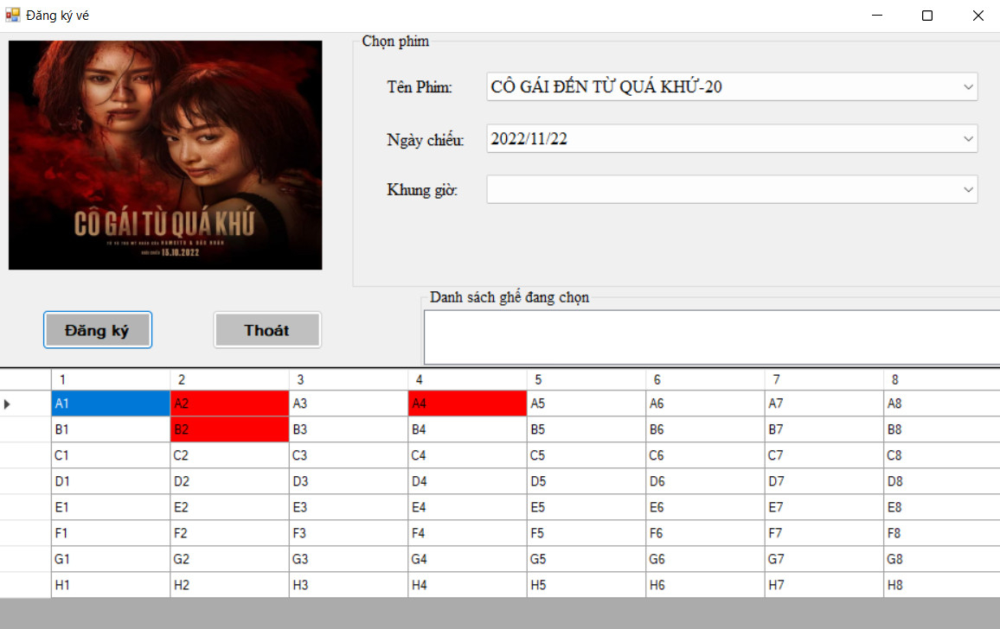 Đăng ký vé
Chọn phim
Tên Phim:
CÔ GÁI ĐẾN TỪ QUÁ KHỨ-20
Ngày chiếu:
2022/11/22
Khung giờ:
CÔ GÁI TỪ QUÁ KHỨ
15.10.2022
Danh sách ghế đang chọn
Đăng ký
Thoát
1 2 3 4 5 6 7 8
A1 A2 A3 A4 A5 A6 A7 A8
B1 B2 B3 B4 B5 B6 B7 B8
C1 C2 C3 C4 C5 C6 C7 C8
D1 D2 D3 D4 D5 D6 D7 D8
E1 E2 E3 E4 E5 E6 E7 E8
F1 F2 F3 F4 F5 F6 F7 F8
G1 G2 G3 G4 G5 G6 G7 G8
H1 H2 H3 H4 H5 H6 H7 H8